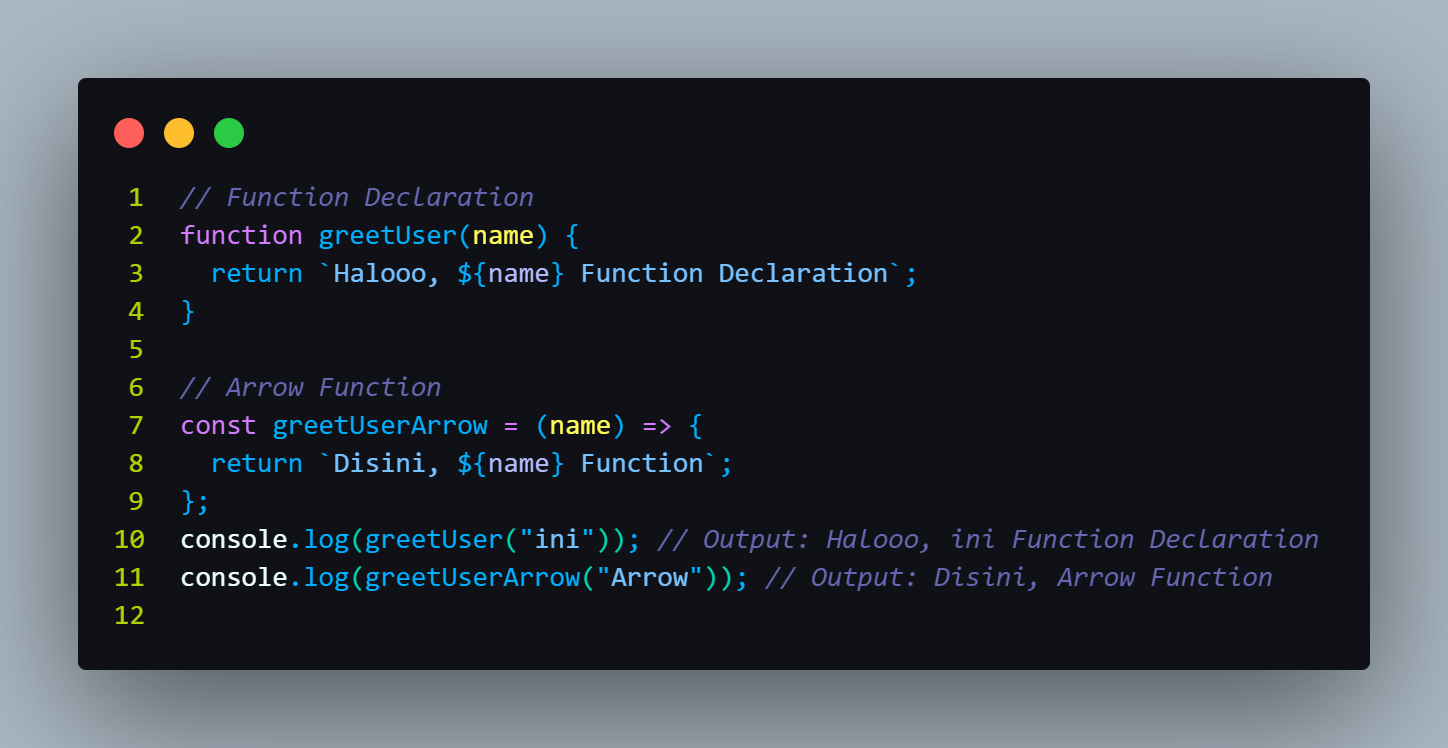 1 // Function Declaration
2 function greetUser(name) {
3   return `Halooo, ${name} Function Declaration`;
4 }
5
6 // Arrow Function
7 const greetUserArrow = (name) => {
8   return `Disini, ${name} Function`;
9 };
10 console.log(greetUser("ini")); // Output: Halooo, ini Function Declaration
11 console.log(greetUserArrow("Arrow")); // Output: Disini, Arrow Function
12